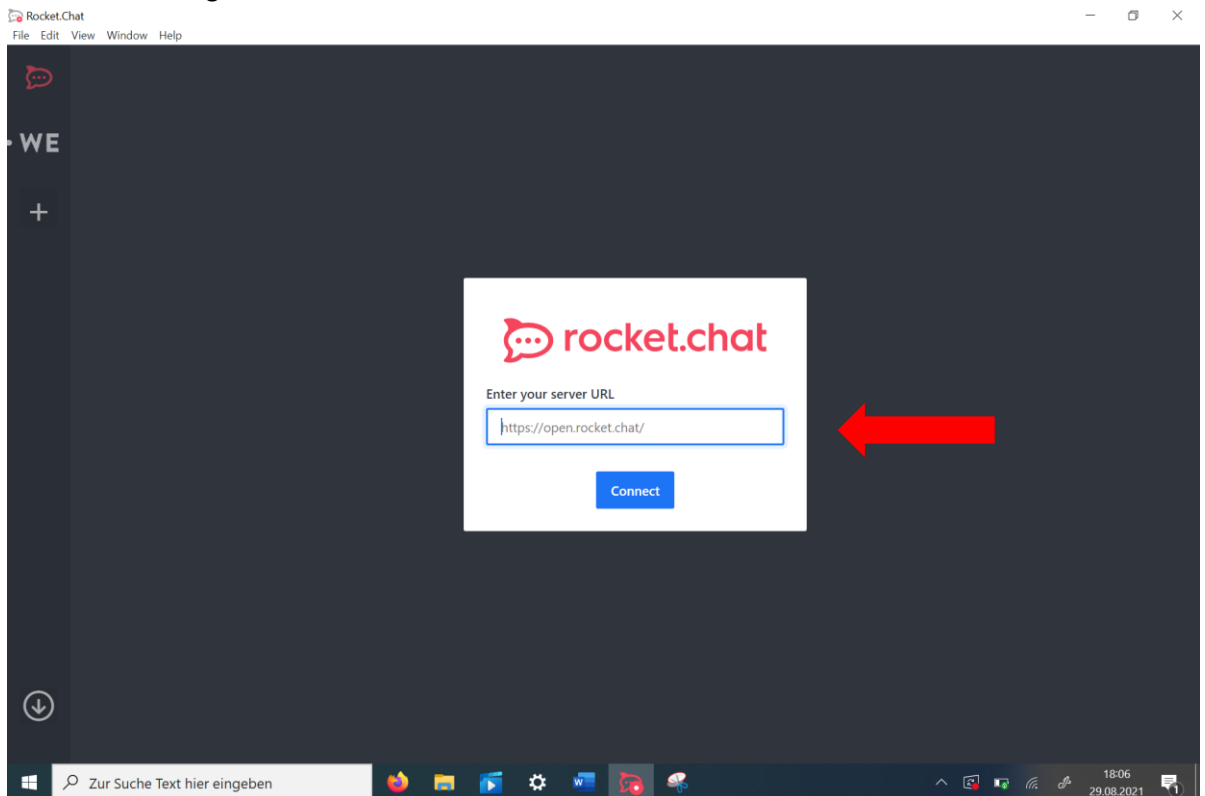 Rocket.Chat
File Edit View Window Help
WE
rocket.chat
Enter your server URL
https://open.rocket.chat/
Connect
Zur Suche Text hier eingeben
18:06
29.08.2021